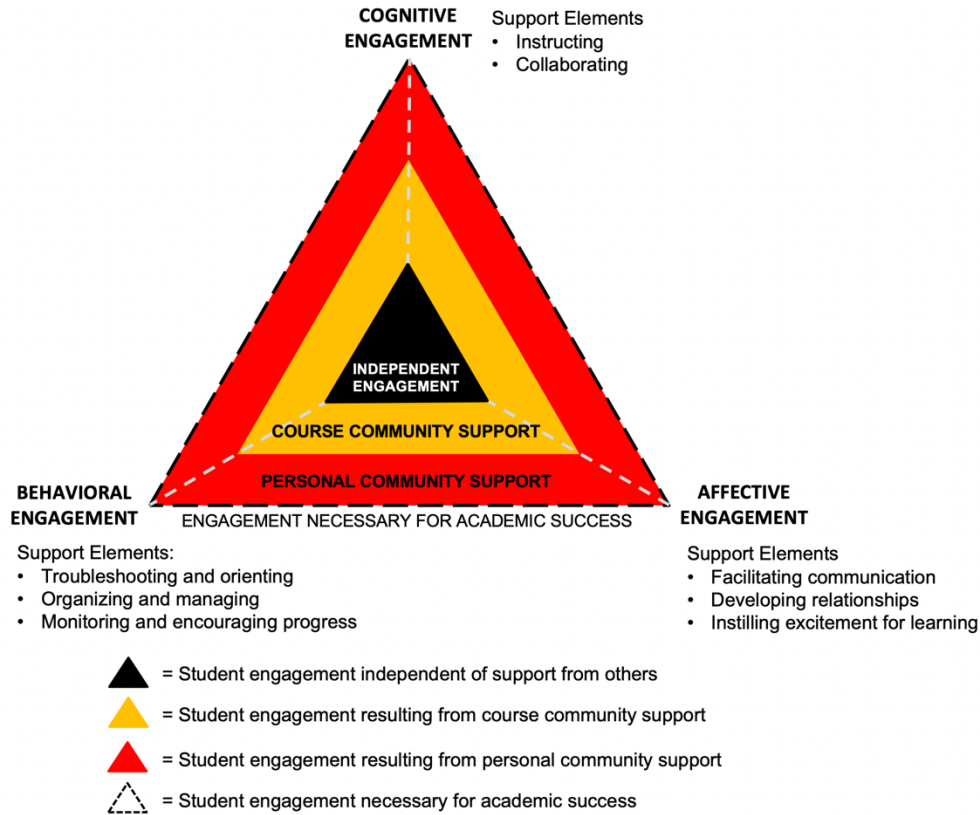 COGNITIVE
ENGAGEMENT
Support Elements
• Instructing
• Collaborating
INDEPENDENT
ENGAGEMENT
COURSE COMMUNITY SUPPORT
PERSONAL COMMUNITY SUPPORT
ENGAGEMENT NECESSARY FOR ACADEMIC SUCCESS
BEHAVIORAL
ENGAGEMENT
Support Elements:
• Troubleshooting and orienting
• Organizing and managing
• Monitoring and encouraging progress
AFFECTIVE
ENGAGEMENT
Support Elements
• Facilitating communication
• Developing relationships
• Instilling excitement for learning
= Student engagement independent of support from others
= Student engagement resulting from course community support
= Student engagement resulting from personal community support
= Student engagement necessary for academic success